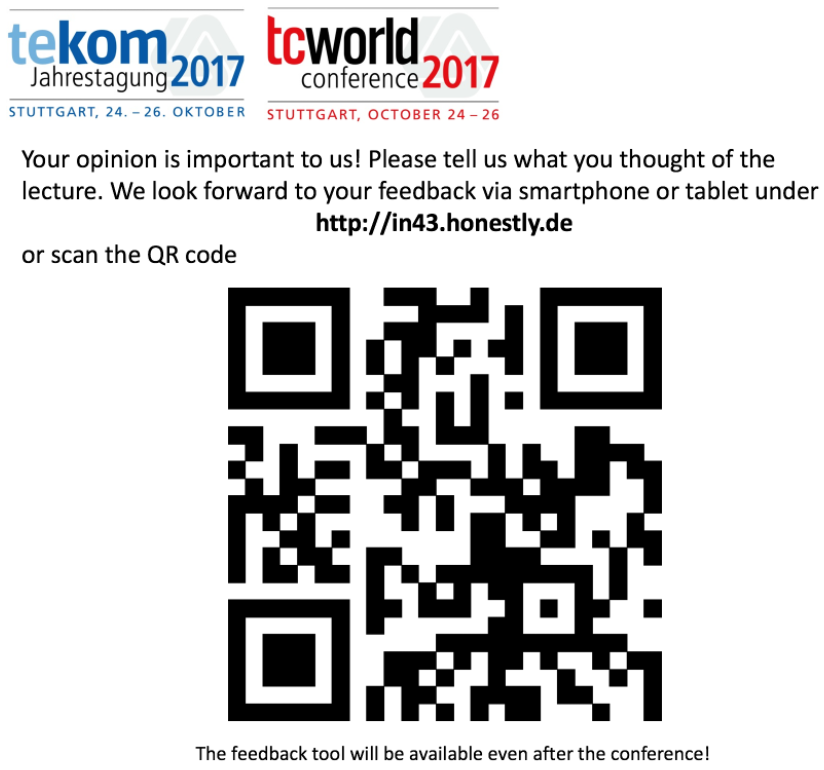 tekom
Jahrestagung 2017
STUTTGART, 24. – 26. OKTOBER
tcworld
conference 2017
STUTTGART, OCTOBER 24 – 26
Your opinion is important to us! Please tell us what you thought of the
lecture. We look forward to your feedback via smartphone or tablet under
http://in43.honestly.de
or scan the QR code
The feedback tool will be available even after the conference!